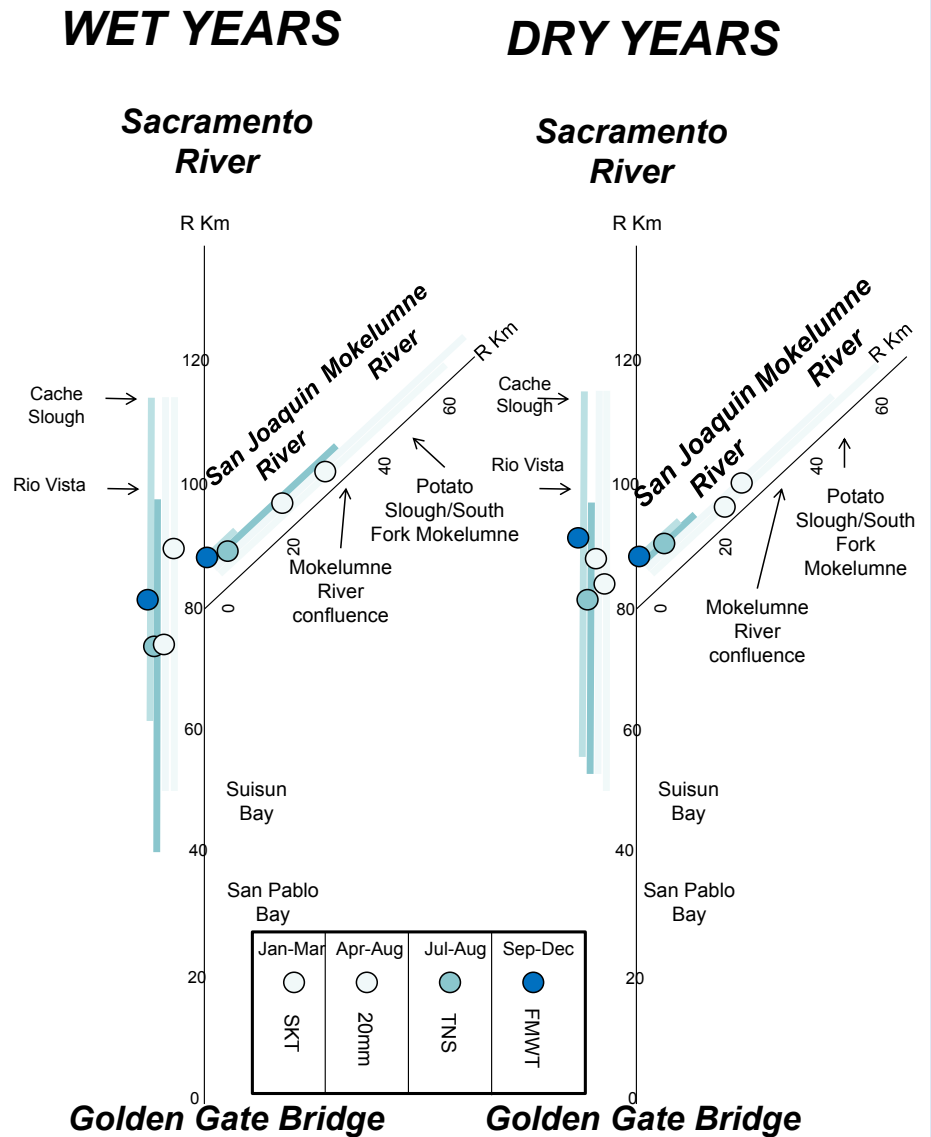 WET YEARS
DRY YEARS
Sacramento
River
R Km
120
100
80
60
40
20
0
Cache
Slough
Rio Vista
San Joaquin
River
Mokelumne
River
R Km
0
20
40
60
Potato
Slough/South
Fork Mokelumne
Mokelumne
River
confluence
Suisun
Bay
San Pablo
Bay
Golden Gate Bridge
Sacramento
River
R Km
120
100
80
60
40
20
0
Cache
Slough
Rio Vista
San Joaquin
River
Mokelumne
River
R Km
0
20
40
60
Potato
Slough/South
Fork
Mokelumne
Mokelumne
River
confluence
Suisun
Bay
San Pablo
Bay
Golden Gate Bridge
Jan-Mar Apr-Aug Jul-Aug Sep-Dec
SKT 20mm TNS FMWT